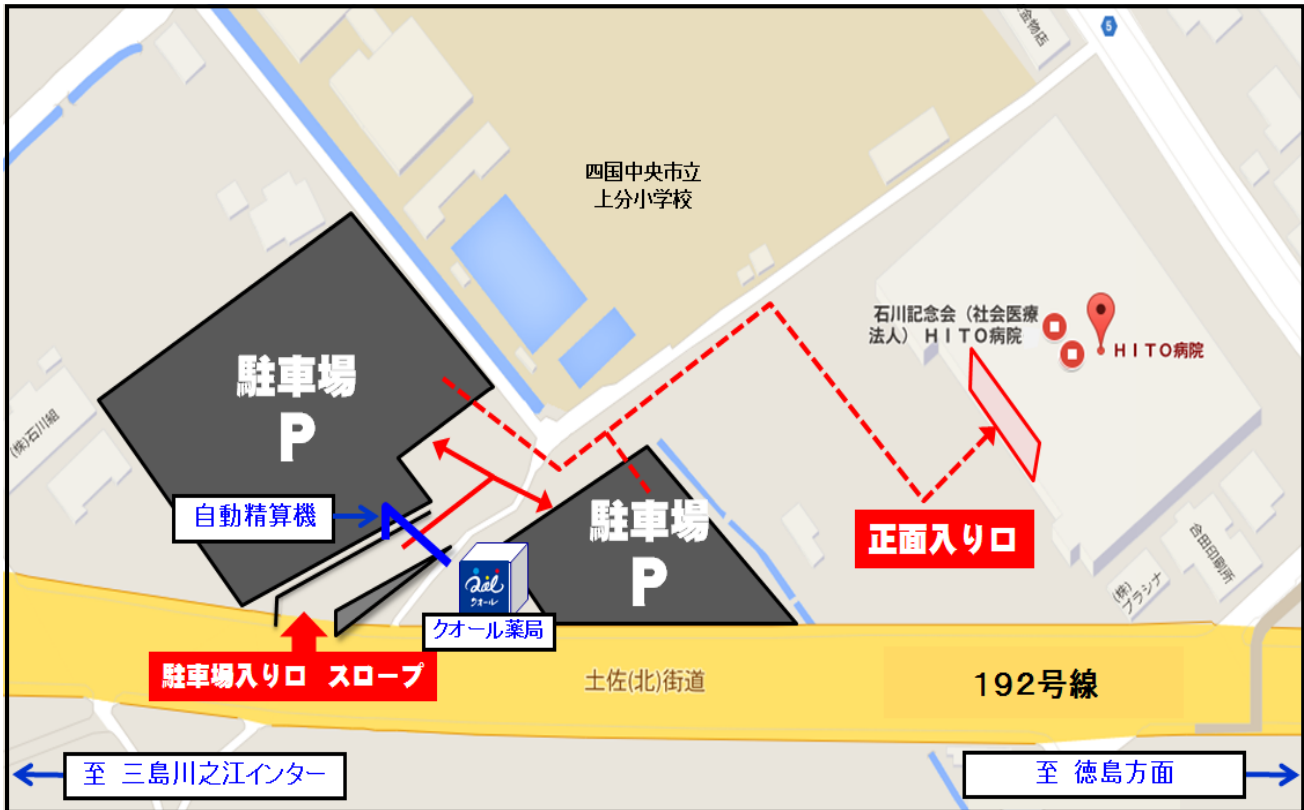 金物店
5
四国中央市立
上分小学校
石川記念会（社会医療
法人）ＨＩＴＯ病院
ＨＩＴＯ病院
駐車場
P
(株)石川組
自動精算機
駐車場
P
正面入り口
合田印刷所
(株)
プラシナ
クオール
クオール薬局
駐車場入り口　スロープ
土佐(北)街道
192号線
至 三島川之江インター
至 徳島方面